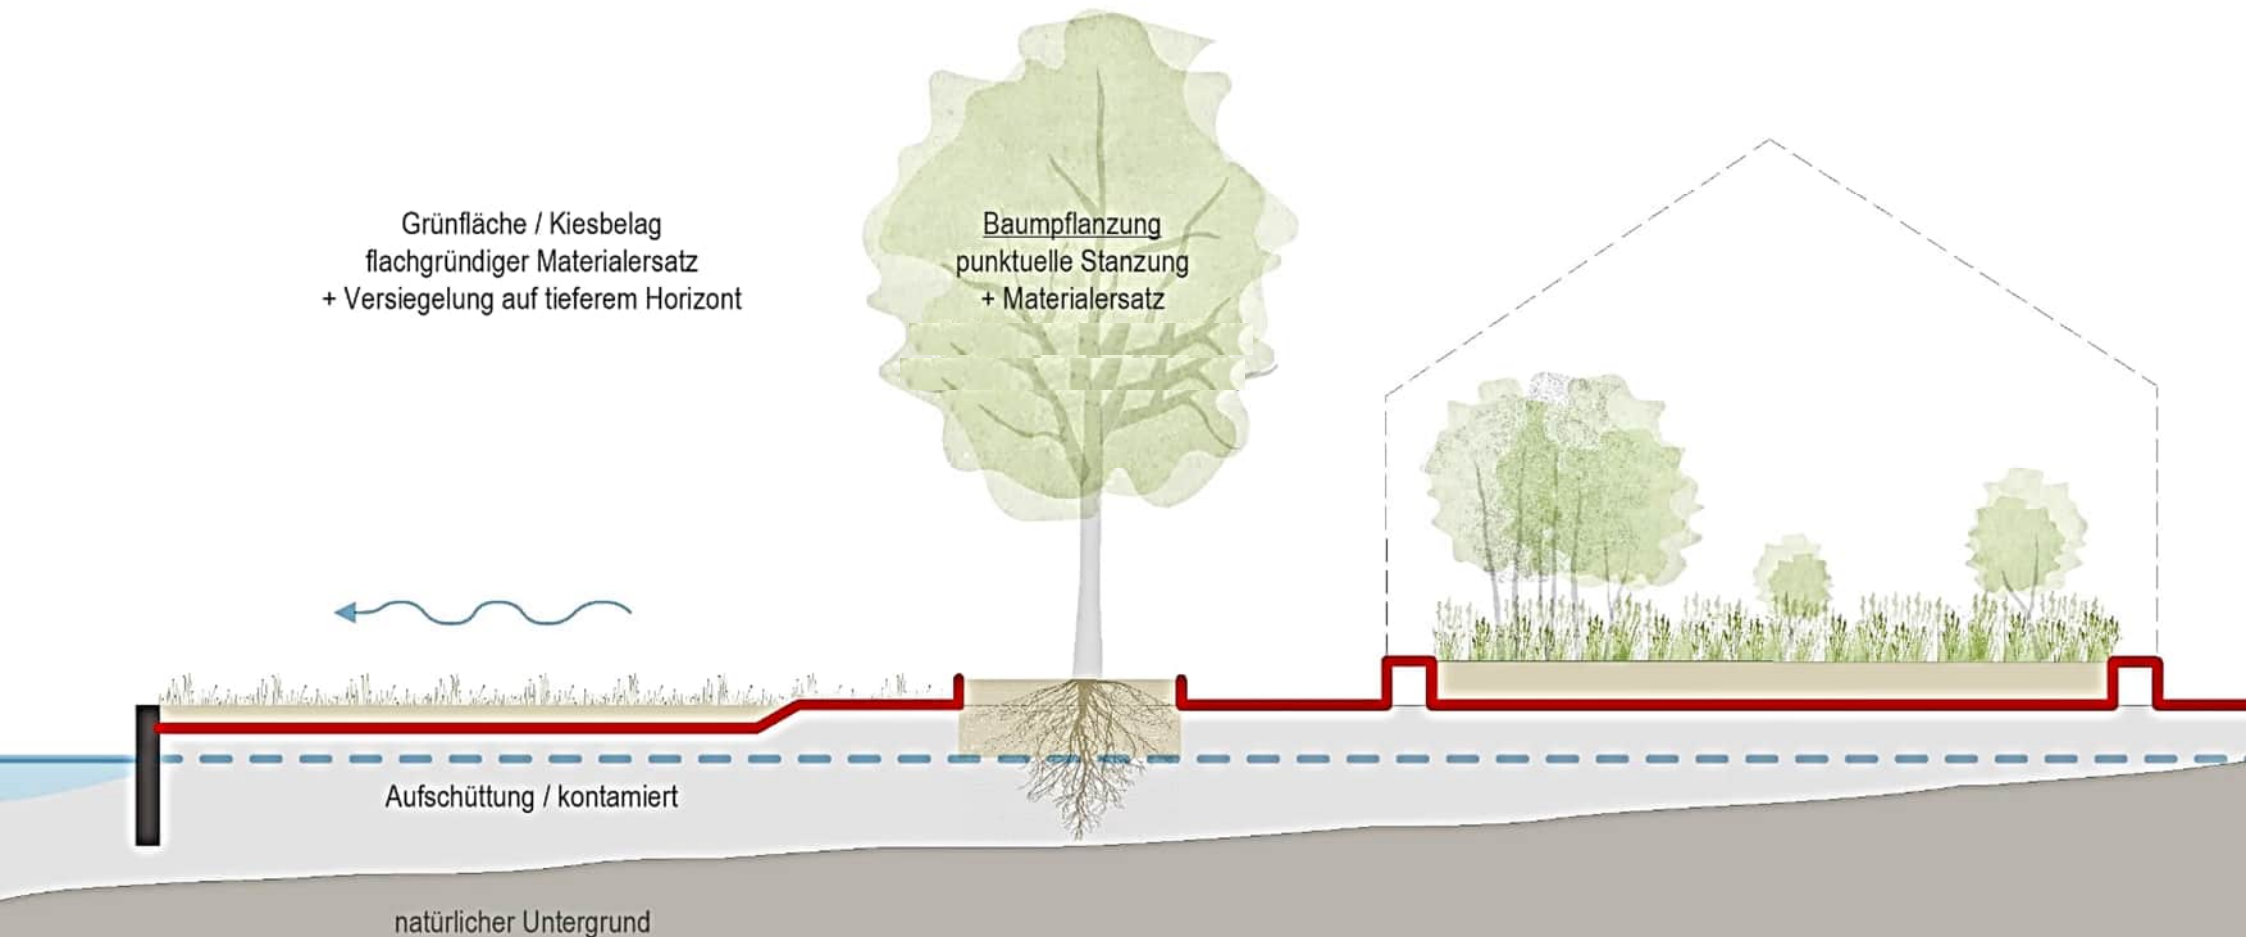 Grünfläche / Kiesbelag
flachgründiger Materialersatz
+ Versiegelung auf tieferem Horizont
Baumpflanzung
punktuelle Stanzung
+ Materialersatz
Aufschüttung / kontamiert
natürlicher Untergrund